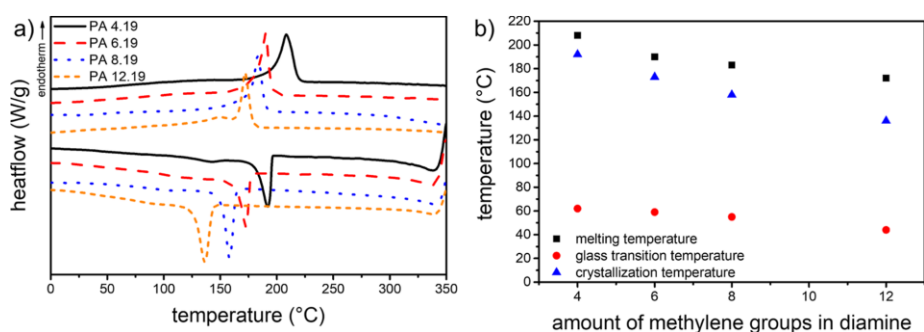 a)
endotherm
PA 4.19
PA 6.19
PA 8.19
PA 12.19
heatflow (W/g)
0 50 100 150 200 250 300 350
temperature (°C)
b)
220
200
180
160
140
120
100
80
60
40
20
0
temperature (°C)
melting temperature
glass transition temperature
crystallization temperature
4 6 8 10 12
amount of methylene groups in diamine